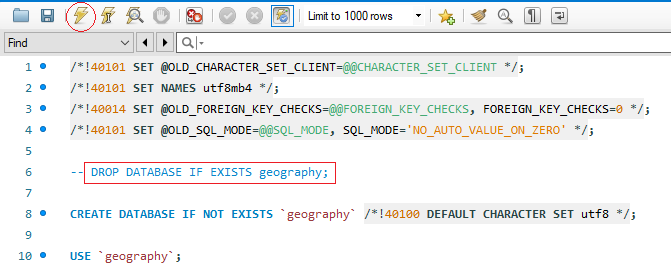 Limit to 1000 rows
Find
1 /*!40101 SET @OLD_CHARACTER_SET_CLIENT=@@CHARACTER_SET_CLIENT */;
2 /*!40101 SET NAMES utf8mb4 */;
3 /*!40014 SET @OLD_FOREIGN_KEY_CHECKS=@@FOREIGN_KEY_CHECKS, FOREIGN_KEY_CHECKS=0 */;
4 /*!40101 SET @OLD_SQL_MODE=@@SQL_MODE, SQL_MODE='NO_AUTO_VALUE_ON_ZERO' */;
5
6 -- DROP DATABASE IF EXISTS geography;
7
8 CREATE DATABASE IF NOT EXISTS `geography` /*!40100 DEFAULT CHARACTER SET utf8 */;
9
10 USE `geography`;